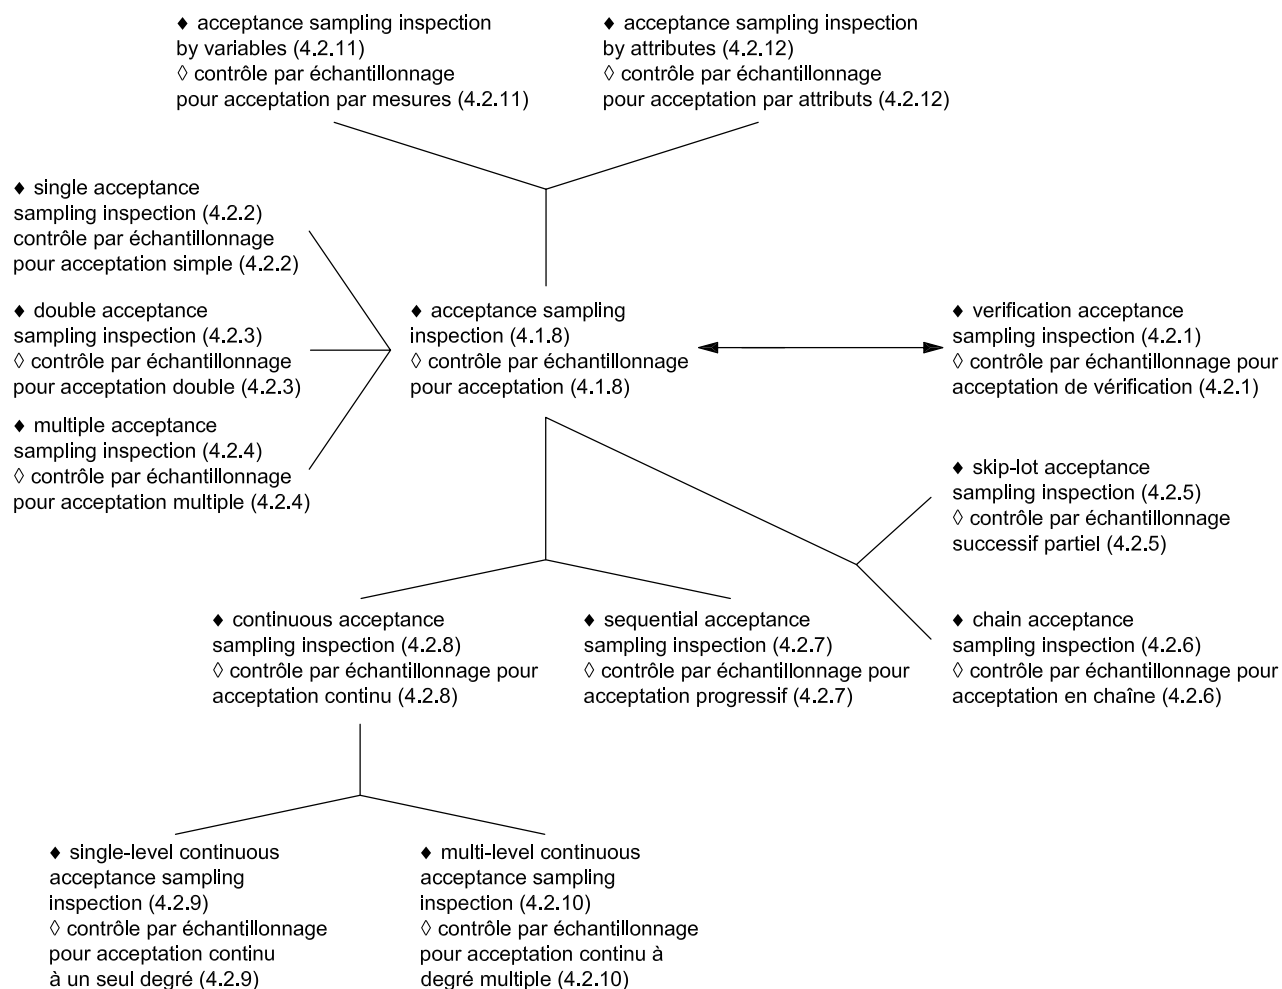 ♦ acceptance sampling inspection
by variables (4.2.11)
◊ contrôle par échantillonnage
pour acceptation par mesures (4.2.11)
♦ acceptance sampling inspection
by attributes (4.2.12)
◊ contrôle par échantillonnage
pour acceptation par attributs (4.2.12)
♦ single acceptance
sampling inspection (4.2.2)
contrôle par échantillonnage
pour acceptation simple (4.2.2)
♦ double acceptance
sampling inspection (4.2.3)
◊ contrôle par échantillonnage
pour acceptation double (4.2.3)
♦ multiple acceptance
sampling inspection (4.2.4)
◊ contrôle par échantillonnage
pour acceptation multiple (4.2.4)
♦ acceptance sampling
inspection (4.1.8)
◊ contrôle par échantillonnage
pour acceptation (4.1.8)
♦ verification acceptance
sampling inspection (4.2.1)
◊ contrôle par échantillonnage pour
acceptation de vérification (4.2.1)
♦ skip-lot acceptance
sampling inspection (4.2.5)
◊ contrôle par échantillonnage
successif partiel (4.2.5)
♦ continuous acceptance
sampling inspection (4.2.8)
◊ contrôle par échantillonnage pour
acceptation continu (4.2.8)
♦ sequential acceptance
sampling inspection (4.2.7)
◊ contrôle par échantillonnage pour
acceptation progressif (4.2.7)
♦ chain acceptance
sampling inspection (4.2.6)
◊ contrôle par échantillonnage pour
acceptation en chaîne (4.2.6)
♦ single-level continuous
acceptance sampling
inspection (4.2.9)
◊ contrôle par échantillonnage
pour acceptation continu
à un seul degré (4.2.9)
♦ multi-level continuous
acceptance sampling
inspection (4.2.10)
◊ contrôle par échantillonnage
pour acceptation continu à
degré multiple (4.2.10)